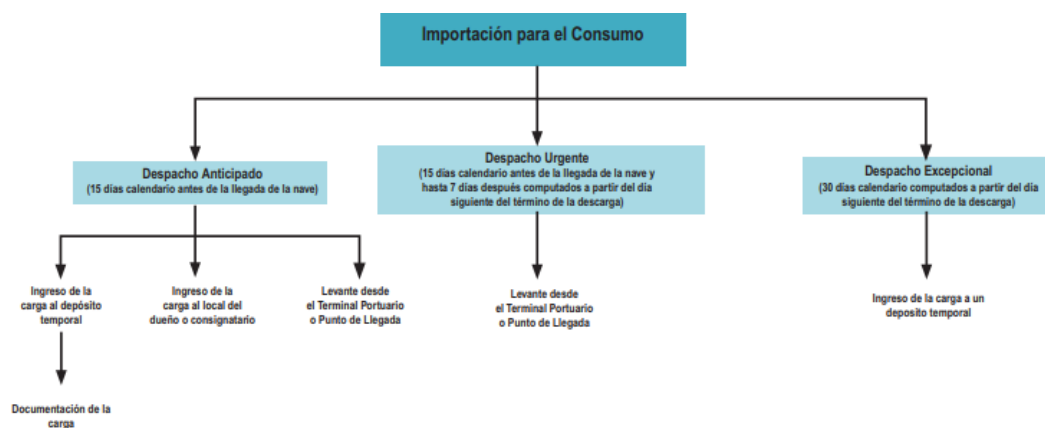 Importación para el Consumo
Despacho Anticipado
(15 días calendario antes de la llegada de la nave)
Despacho Urgente
(15 días calendario antes de la llegada de la nave y
hasta 7 días después computados a partir del día
siguiente del término de la descarga)
Despacho Excepcional
(30 días calendario computados a partir del día
siguiente del término de la descarga)
Ingreso de la
carga al depósito
temporal
Ingreso de la
carga al local del
dueño o consignatario
Levante desde
el Terminal Portuario
o Punto de Llegada
Levante desde
el Terminal Portuario
o Punto de Llegada
Ingreso de la carga a un
deposito temporal
Documentación de la
carga